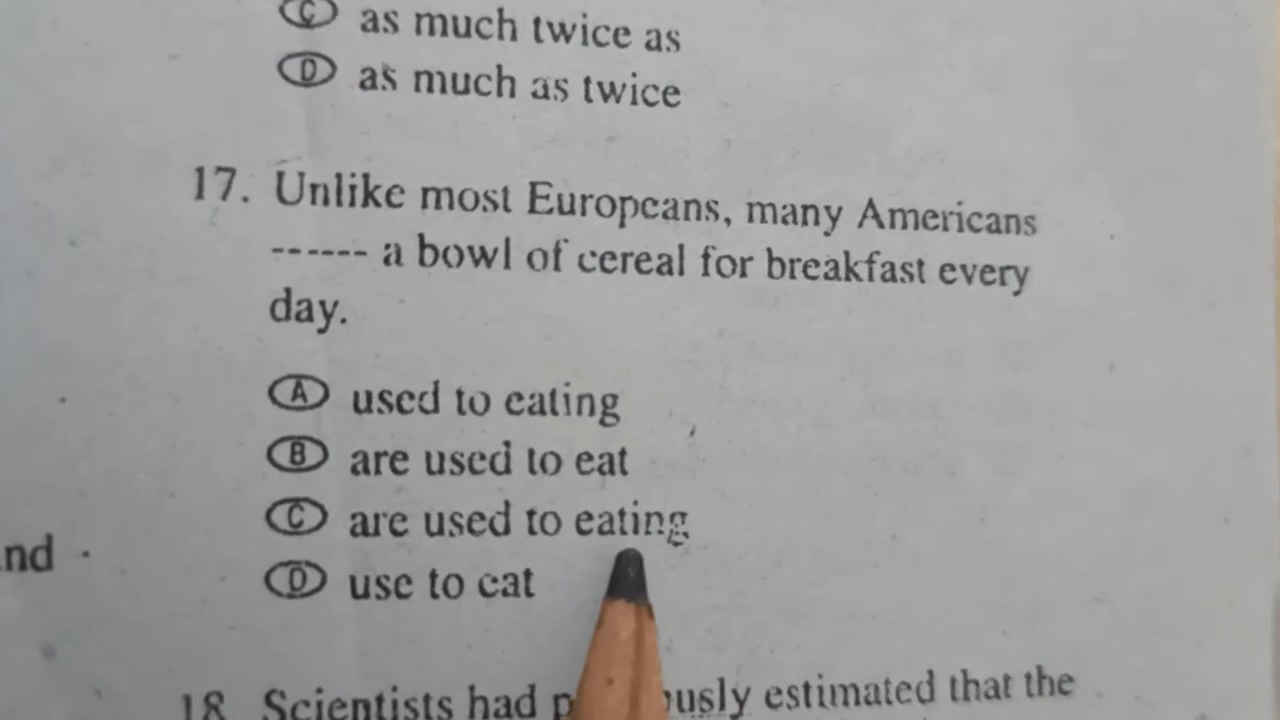 C as much twice as
D as much as twice
17. Unlike most Europeans, many Americans
------ a bowl of cereal for breakfast every
day.
A used to eating
B are used to eat
C are used to eating
nd
D use to eat
18. Scientists had estimated that the